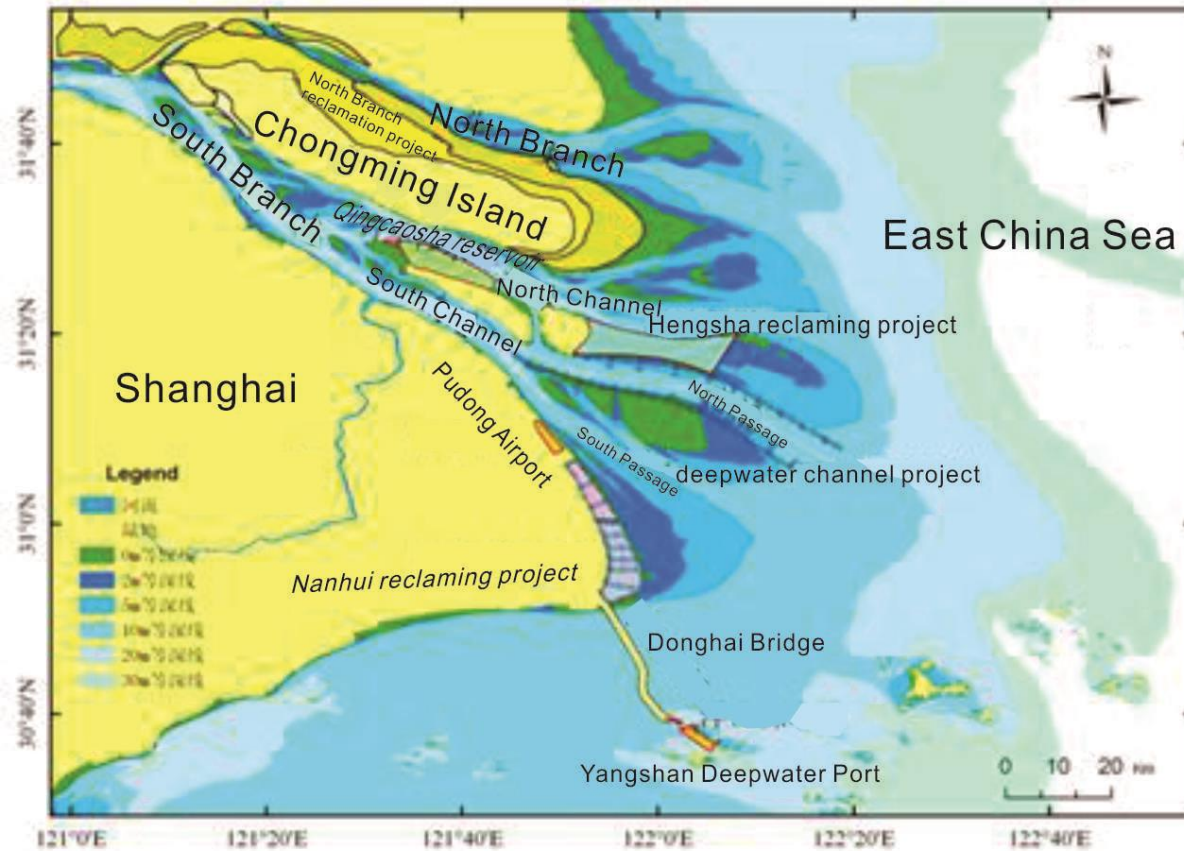 N
North Branch
reclamation project
North Branch
Chongming Island
South Branch
Qingcaosha reservoir
East China Sea
North Channel
South Channel
Hengsha reclaming project
Shanghai
Pudong Airport
North Passage
South Passage
deepwater channel project
Legend
Nanhui reclaming project
Donghai Bridge
Yangshan Deepwater Port
0 10 20 KM
31°40'N
31°20'N
31°0'N
30°40'N
121°0'E 121°20'E 121°40'E 122°0'E 122°20'E 122°40'E